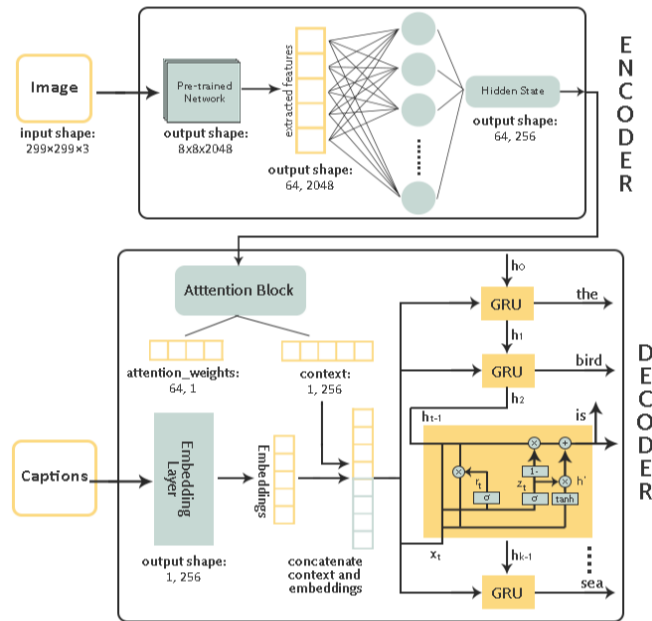 Image
input shape:
299×299×3
Pre-trained
Network
output shape:
8x8x2048
extracted features
output shape:
64, 2048
Hidden State
output shape:
64, 256
ENCODER
Atttention Block
attention_weights:
64, 1
context:
1, 256
Captions
Embedding
Layer
output shape:
1, 256
Embeddings
concatenate
context and
embeddings
h0
GRU
the
h1
GRU
bird
h2
ht-1
is
×
+
1-
×
rt
zt
×
h'
σ
σ
tanh
xt
hk-1
GRU
sea
DECODER